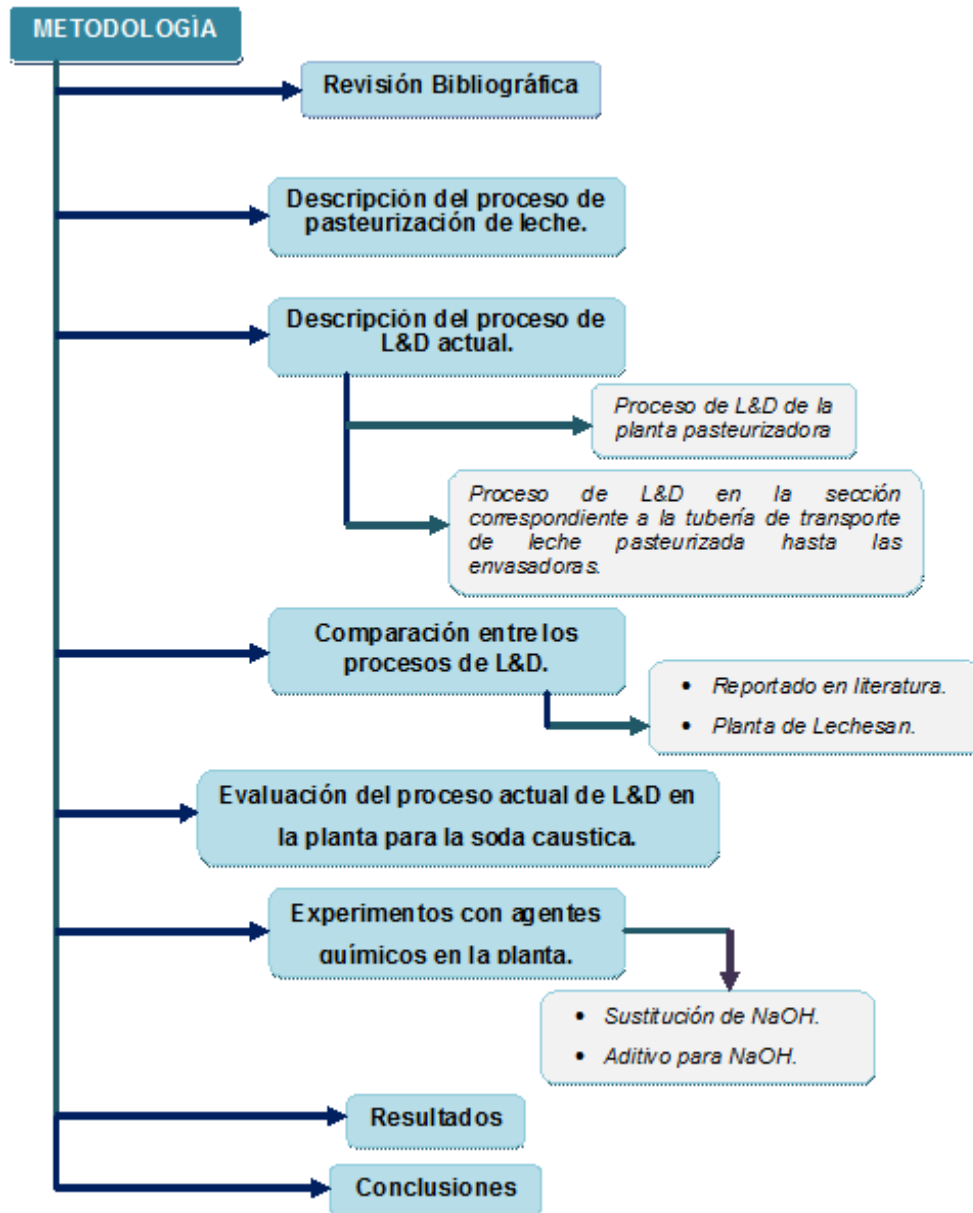 METODOLOGÌA
Revisión Bibliográfica
Descripción del proceso de
pasteurización de leche.
Descripción del proceso de
L&D actual.
Proceso de L&D de la
planta pasteurizadora
Proceso de L&D en la sección
correspondiente a la tubería de transporte
de leche pasteurizada hasta las
envasadoras.
Comparación entre los
procesos de L&D.
• Reportado en literatura.
• Planta de Lechesan.
Evaluación del proceso actual de L&D en
la planta para la soda caustica.
Experimentos con agentes
químicos en la planta.
• Sustitución de NaOH.
• Aditivo para NaOH.
Resultados
Conclusiones